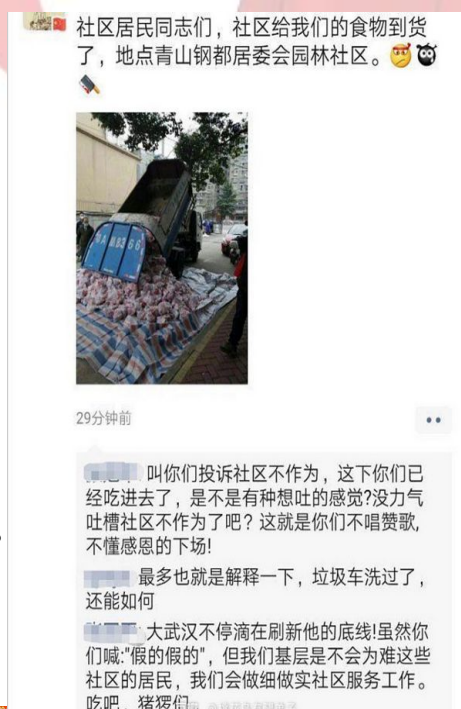 社区居民同志们，社区给我们的食物到货
了，地点青山钢都居委会园林社区。
29分钟前
叫你们投诉社区不作为，这下你们已
经吃进去了，是不是有种想吐的感觉?没力气
吐槽社区不作为了吧？这就是你们不唱赞歌,
不懂感恩的下场!
最多也就是解释一下，垃圾车洗过了，
还能如何
大武汉不停滴在刷新他的底线!虽然你
们喊:"假的假的"，但我们基层是不会为难这些
社区的居民，我们会做细做实社区服务工作。
吃吧，猪猡们